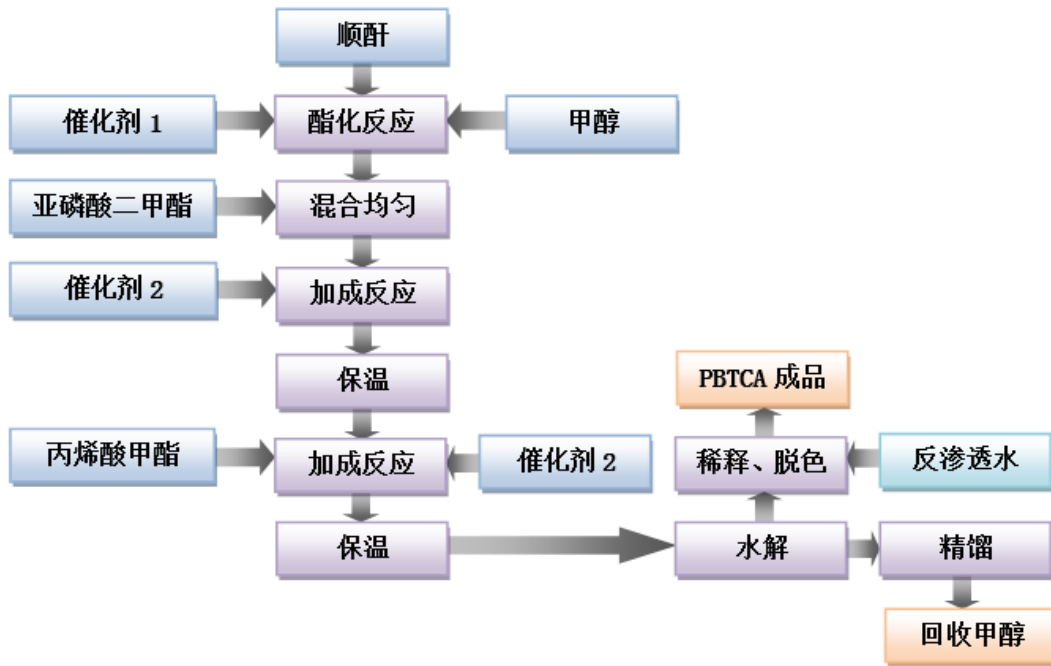 顺酐
催化剂 1
酯化反应
甲醇
亚磷酸二甲酯
混合均匀
催化剂 2
加成反应
保温
PBTCA 成品
丙烯酸甲酯
加成反应
催化剂 2
稀释、脱色
反渗透水
保温
水解
精馏
回收甲醇